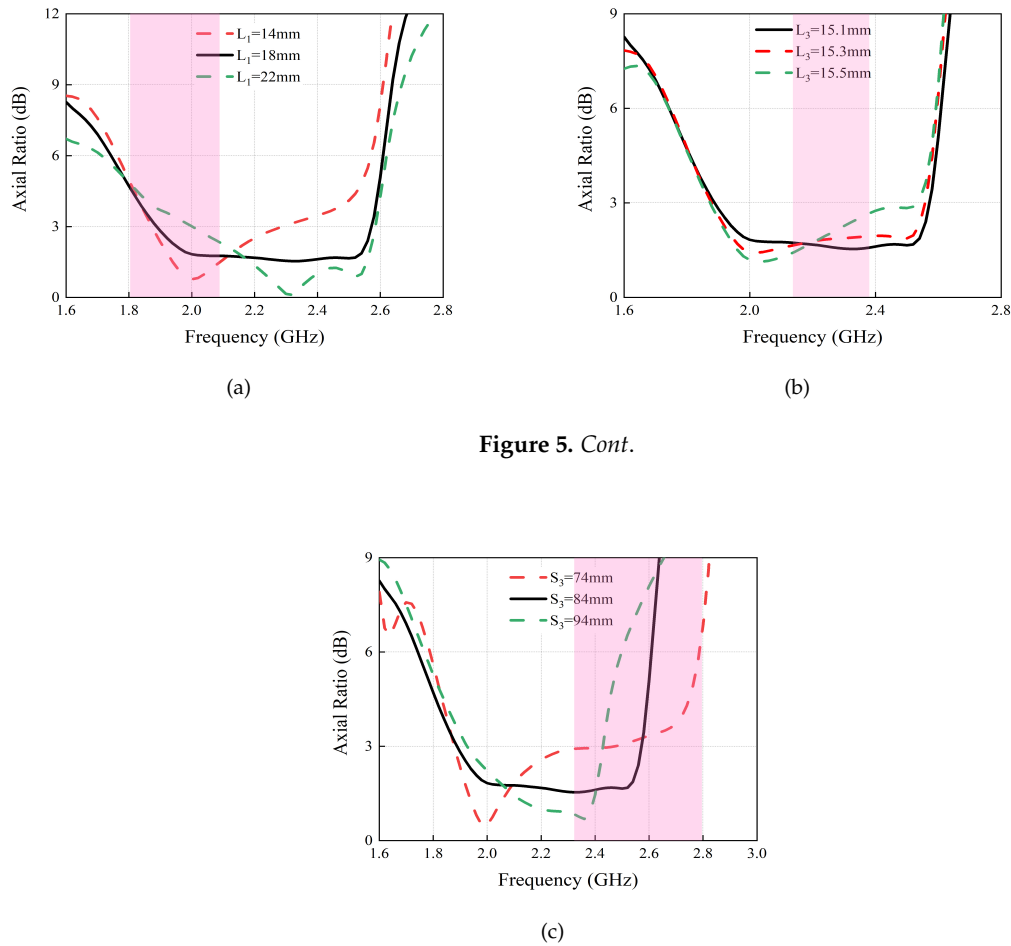 12
9
6
3
0
Axial Ratio (dB)
L₁=14mm
L₁=18mm
L₁=22mm
1.6 1.8 2.0 2.2 2.4 2.6 2.8
Frequency (GHz)
(a)
9
6
3
0
Axial Ratio (dB)
L₃=15.1mm
L₃=15.3mm
L₃=15.5mm
1.6 2.0 2.4 2.8
Frequency (GHz)
(b)
Figure 5. Cont.
9
6
3
0
Axial Ratio (dB)
S₃=74mm
S₃=84mm
S₃=94mm
1.6 1.8 2.0 2.2 2.4 2.6 2.8 3.0
Frequency (GHz)
(c)